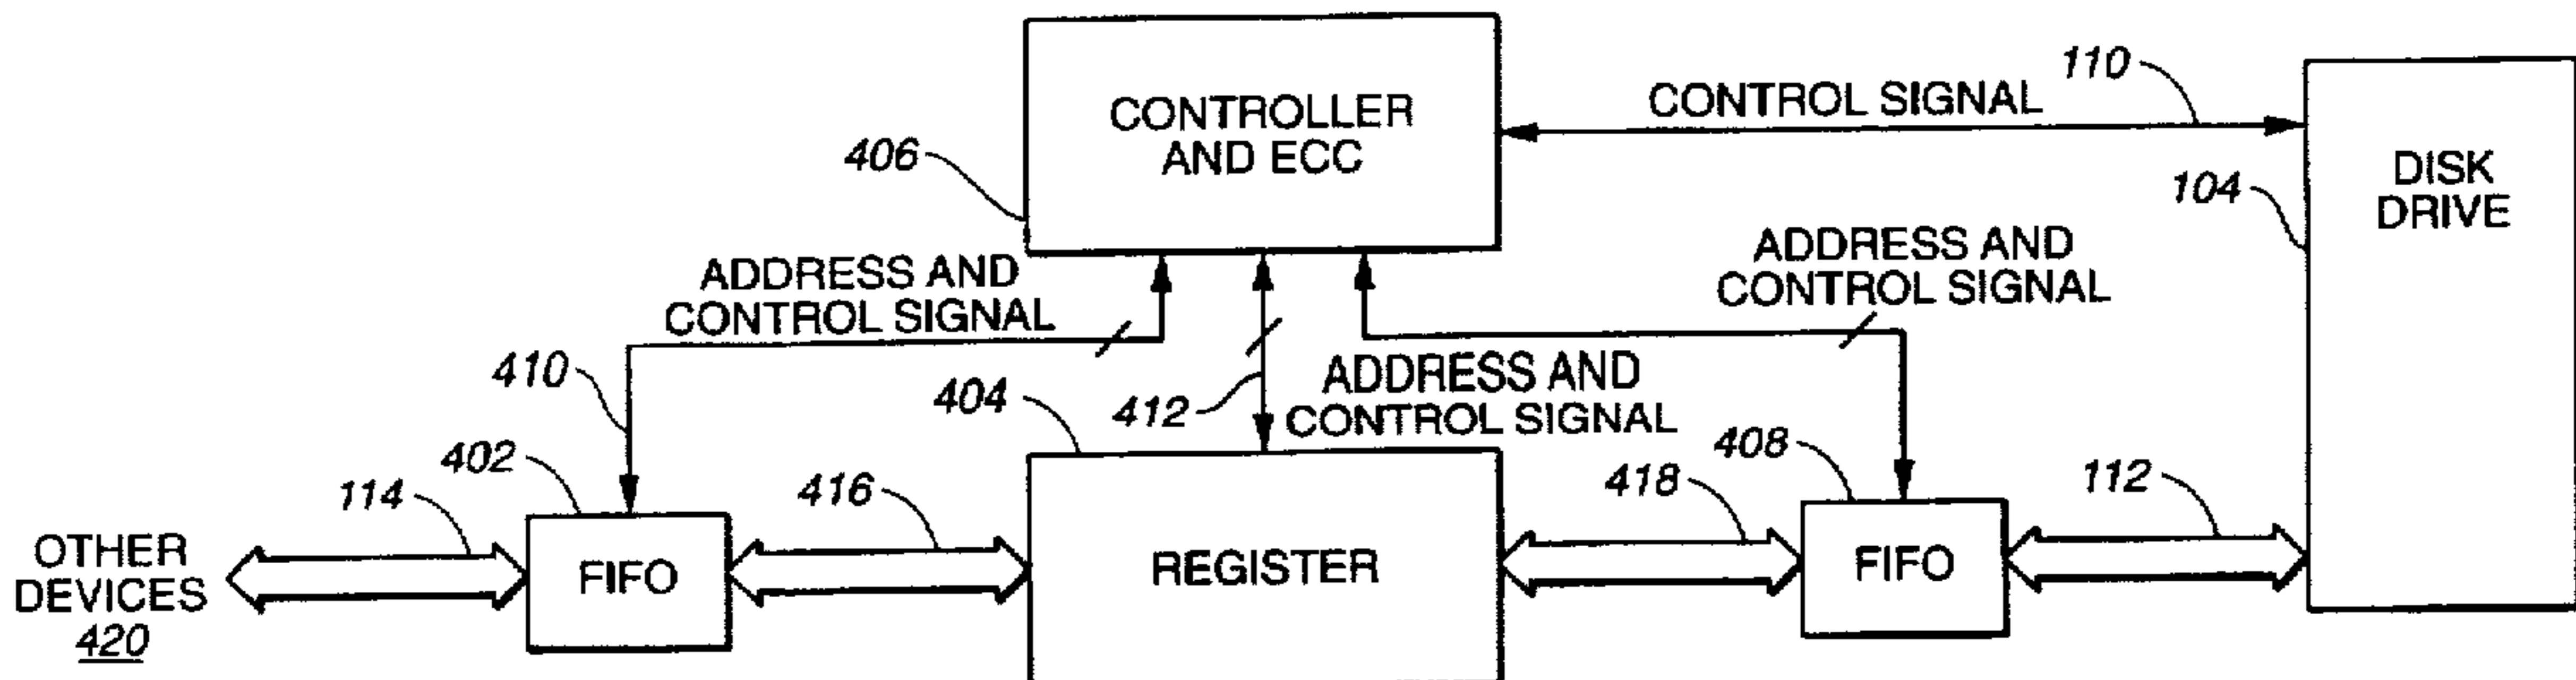 110
CONTROL SIGNAL
CONTROLLER
AND ECC
406
DISK
DRIVE
104
ADDRESS AND
CONTROL SIGNAL
ADDRESS AND
CONTROL SIGNAL
410
412
ADDRESS AND
CONTROL SIGNAL
404
402
408
114
416
418
112
OTHER
DEVICES
420
FIFO
REGISTER
FIFO